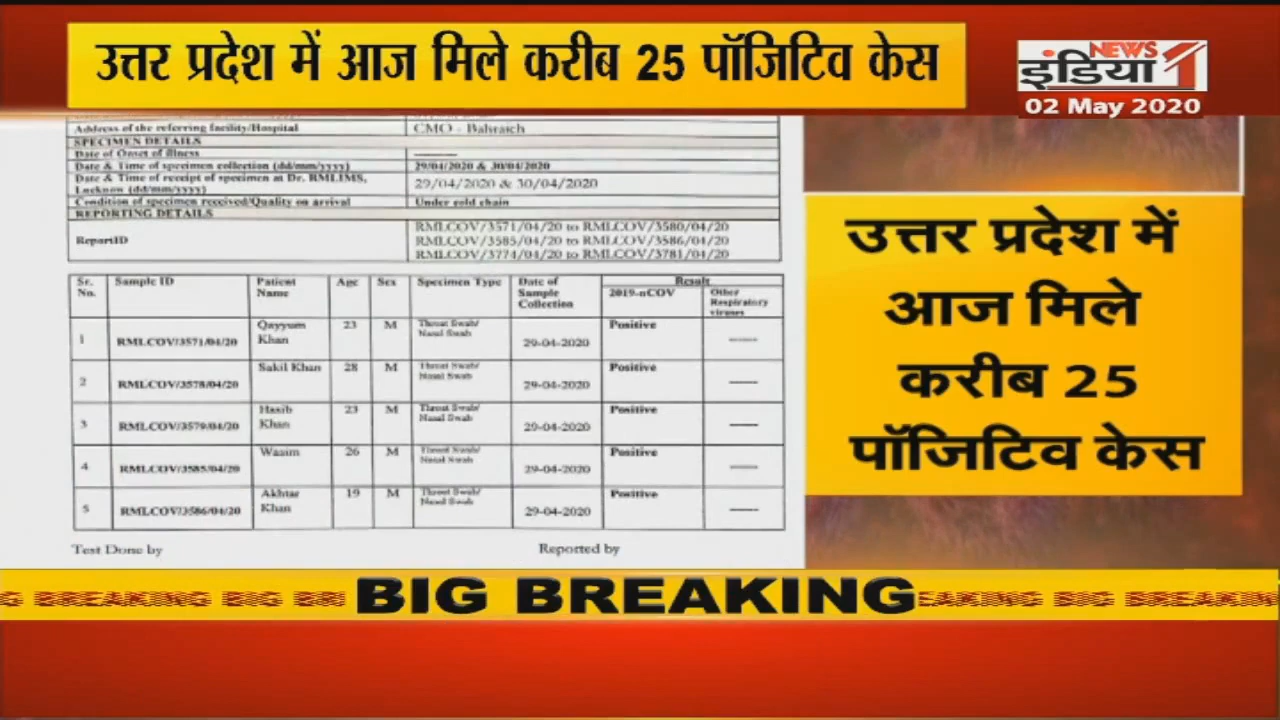 उत्तर प्रदेश में आज मिले करीब 25 पॉजिटिव केस
NEWS
इंडिया 1
02 May 2020
Address of the referring facility/Hospital CMO - Bahraich
SPECIMEN DETAILS
Date of Onset of illness
Date & Time of specimen collection (dd/mm/yyyy) 29/04/2020 & 30/04/2020
Date & Time of receipt of specimen at Dr. RMLIMS, Lucknow (dd/mm/yyyy) 29/04/2020 & 30/04/2020
Condition of specimen received/Quality on arrival Under cold chain
REPORTING DETAILS
ReportID
RMLCOV/3571/04/20 to RMLCOV/3580/04/20
RMLCOV/3585/04/20 to RMLCOV/3586/04/20
RMLCOV/3774/04/20 to RMLCOV/3781/04/20
Sr. No. Sample ID Patient Name Age Sex Specimen Type Date of Sample Collection Result
2019-nCOV Other Respiratory viruses
1 RMLCOV/3571/04/20 Qayyum Khan 23 M Throat Swab/ Nasal Swab 29-04-2020 Positive
2 RMLCOV/3578/04/20 Sakil Khan 28 M Throat Swab/ Nasal Swab 29-04-2020 Positive
3 RMLCOV/3579/04/20 Hasib Khan 23 M Throat Swab/ Nasal Swab 29-04-2020 Positive
4 RMLCOV/3585/04/20 Wasim 26 M Throat Swab/ Nasal Swab 29-04-2020 Positive
5 RMLCOV/3586/04/20 Akhtar Khan 19 M Throat Swab/ Nasal Swab 29-04-2020 Positive
Test Done by Reported by
उत्तर प्रदेश में
आज मिले
करीब 25
पॉजिटिव केस
BIG BREAKING BIG BRE BIG BREAKING EAKING BIG BREAKIN